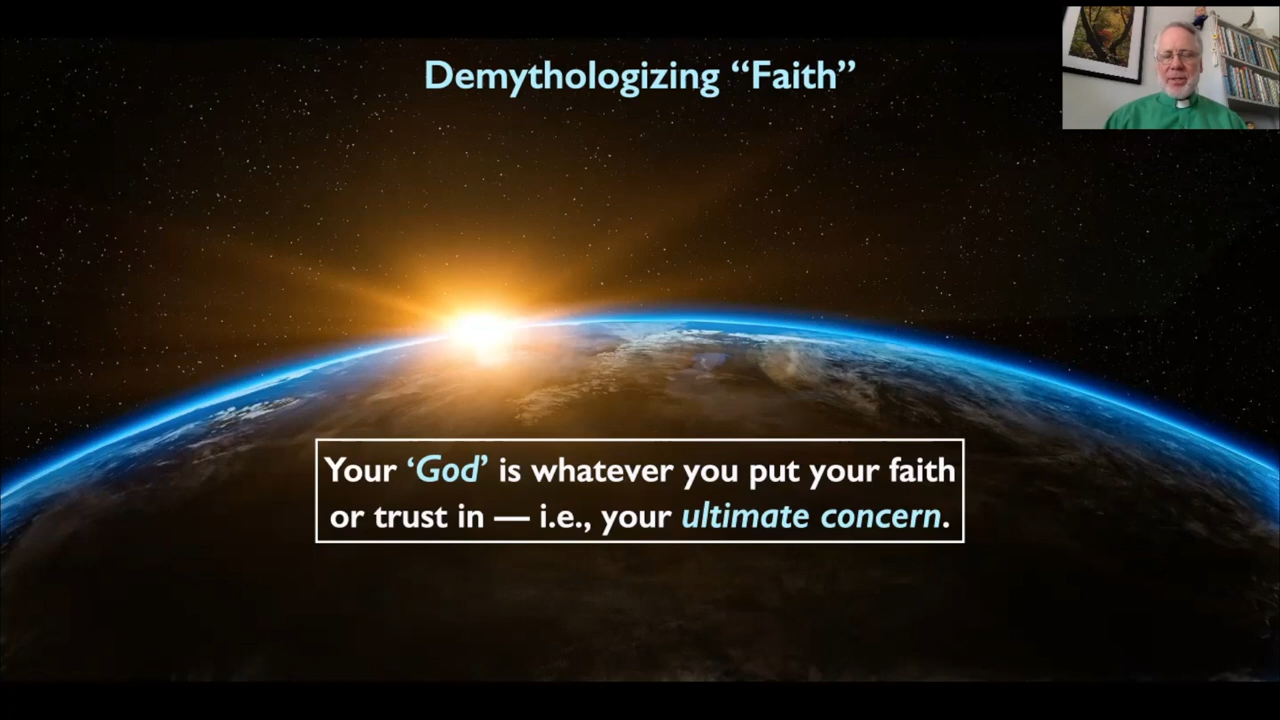 Demythologizing “Faith”
Your ‘God’ is whatever you put your faith
or trust in — i.e., your ultimate concern.